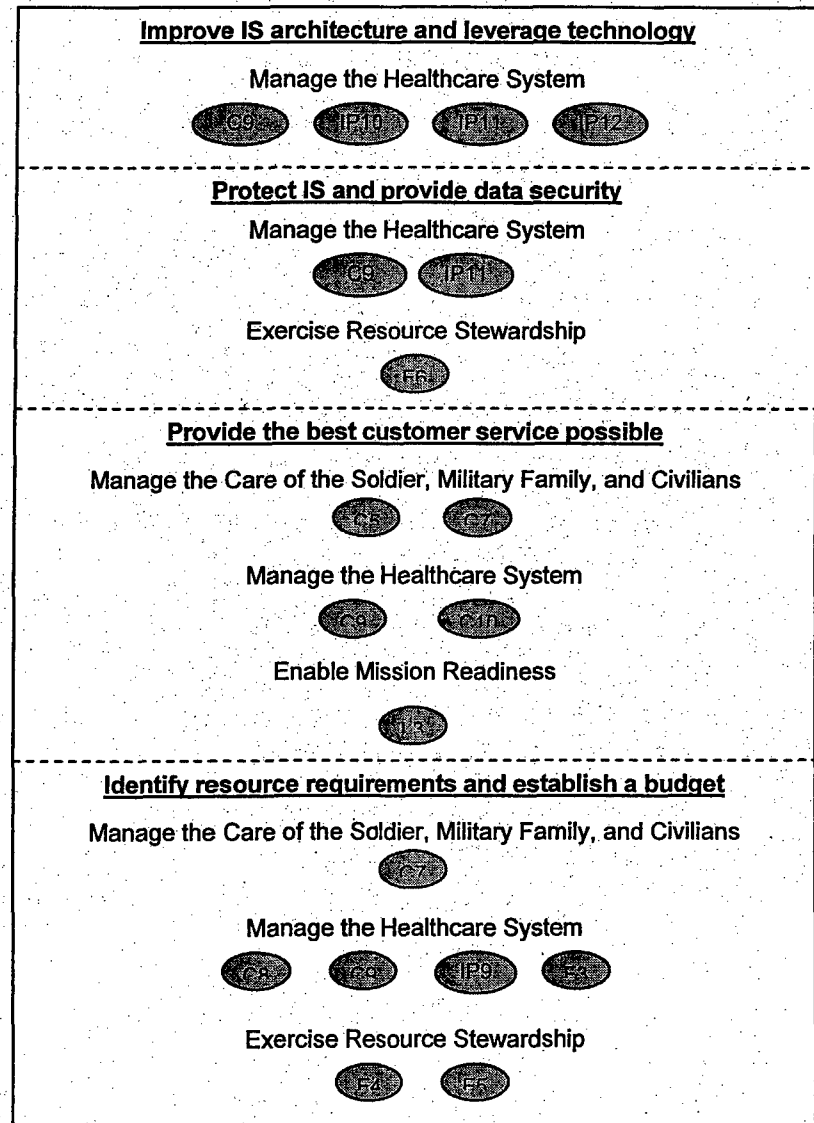 Improve IS architecture and leverage technology
Manage the Healthcare System
C9 IP10 IP11 IP12
Protect IS and provide data security
Manage the Healthcare System
C9 IP11
Exercise Resource Stewardship
F6
Provide the best customer service possible
Manage the Care of the Soldier, Military Family, and Civilians
C5 C7
Manage the Healthcare System
C9 C10
Enable Mission Readiness
Identify resource requirements and establish a budget
Manage the Care of the Soldier, Military Family, and Civilians
C7
Manage the Healthcare System
C8 C9 IP9 F3
Exercise Resource Stewardship
F4 F5